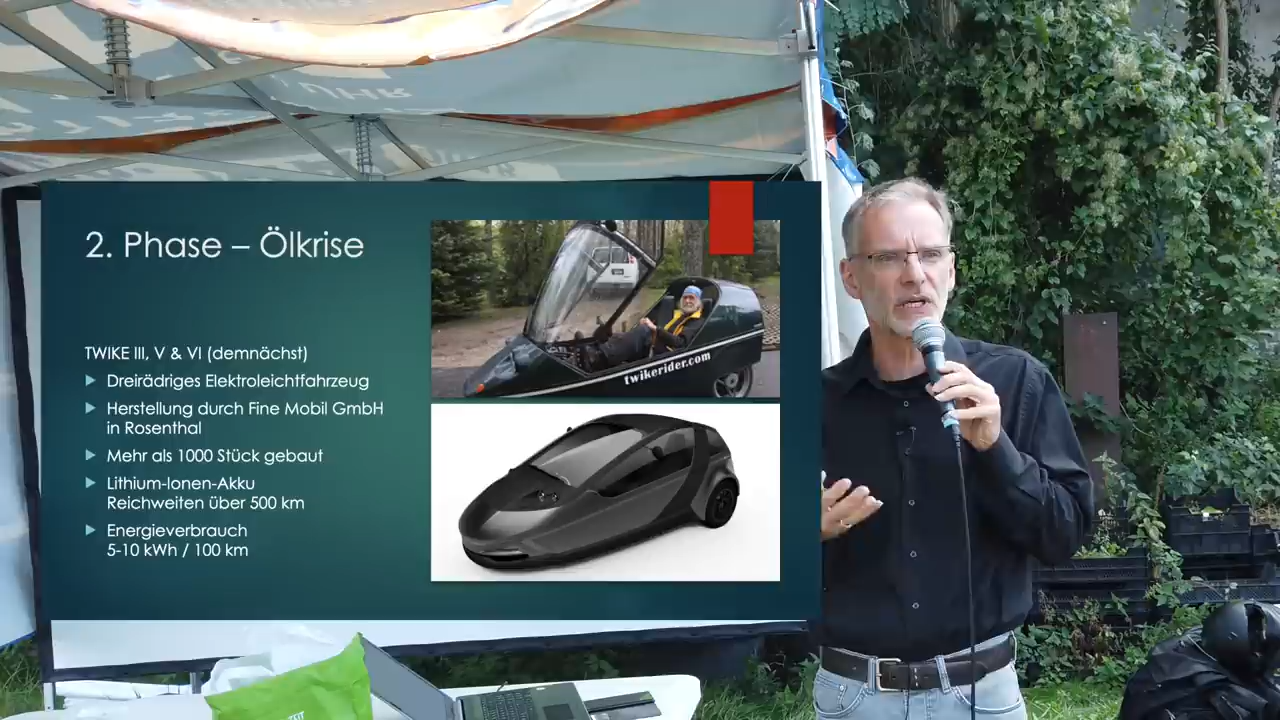 UHR
2. Phase – Ölkrise
TWIKE III, V & VI (demnächst)
Dreirädriges Elektroleichtfahrzeug
Herstellung durch Fine Mobil GmbH
in Rosenthal
Mehr als 1000 Stück gebaut
Lithium-Ionen-Akku
Reichweiten über 500 km
Energieverbrauch
5-10 kWh / 100 km
twikerider.com